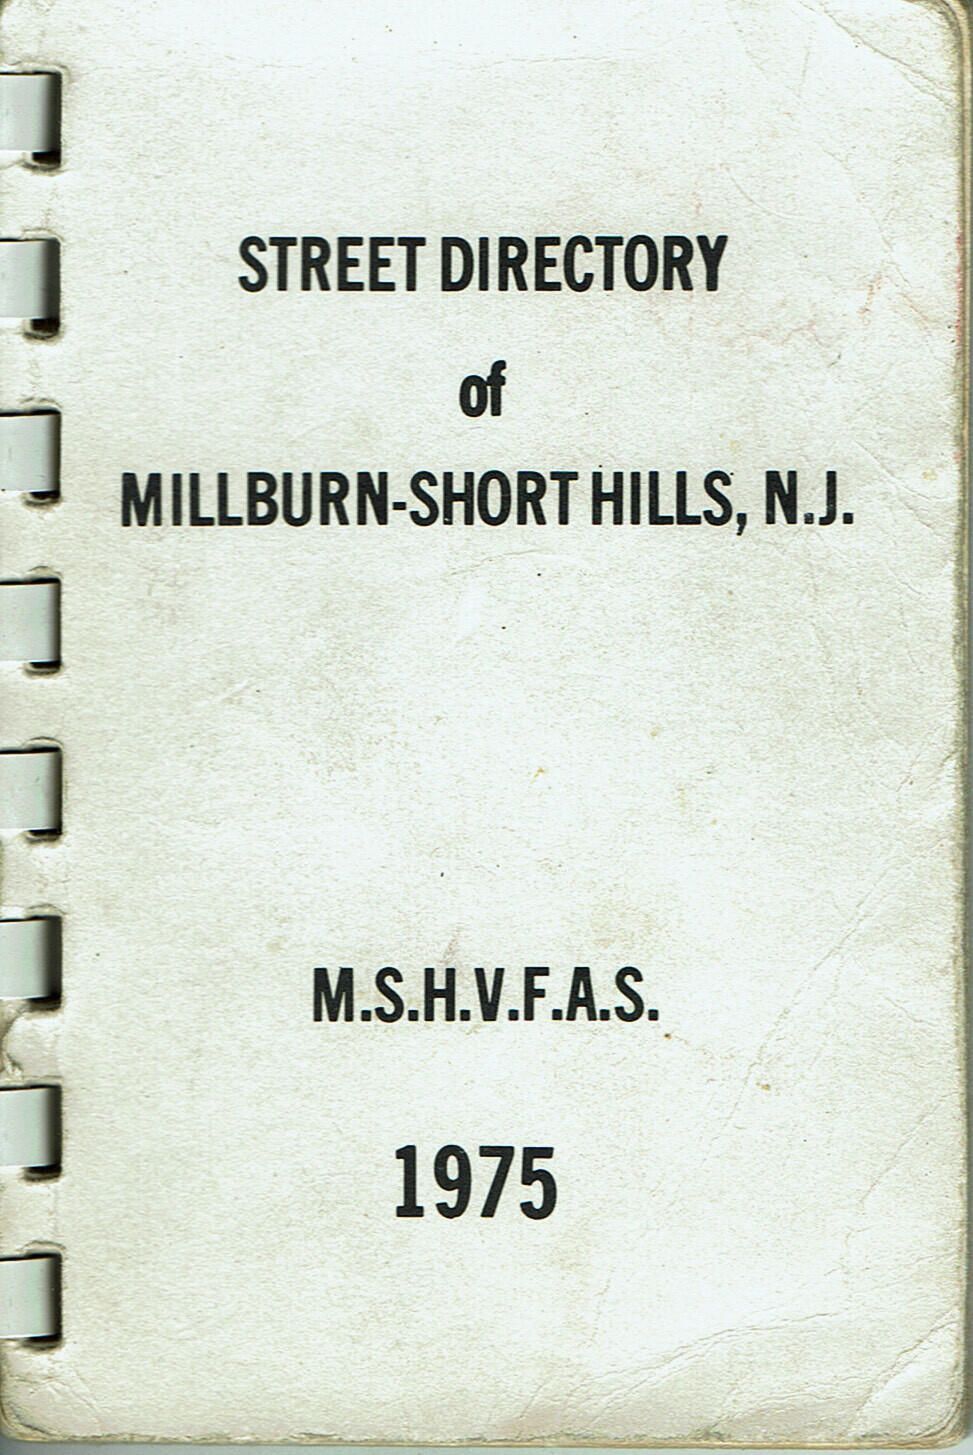 STREET DIRECTORY
of
MILLBURN-SHORT HILLS, N.J.
M.S.H.V.F.A.S.
1975